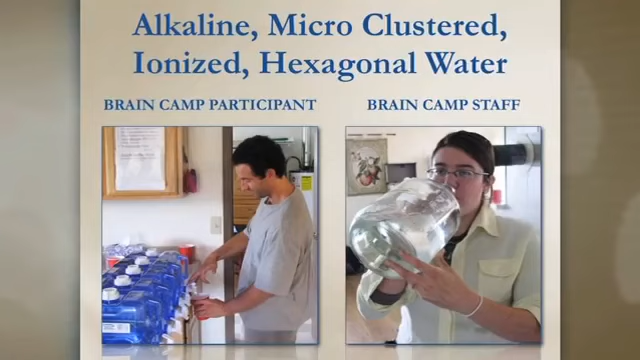 Alkaline, Micro Clustered,
Ionized, Hexagonal Water
BRAIN CAMP PARTICIPANT
BRAIN CAMP STAFF